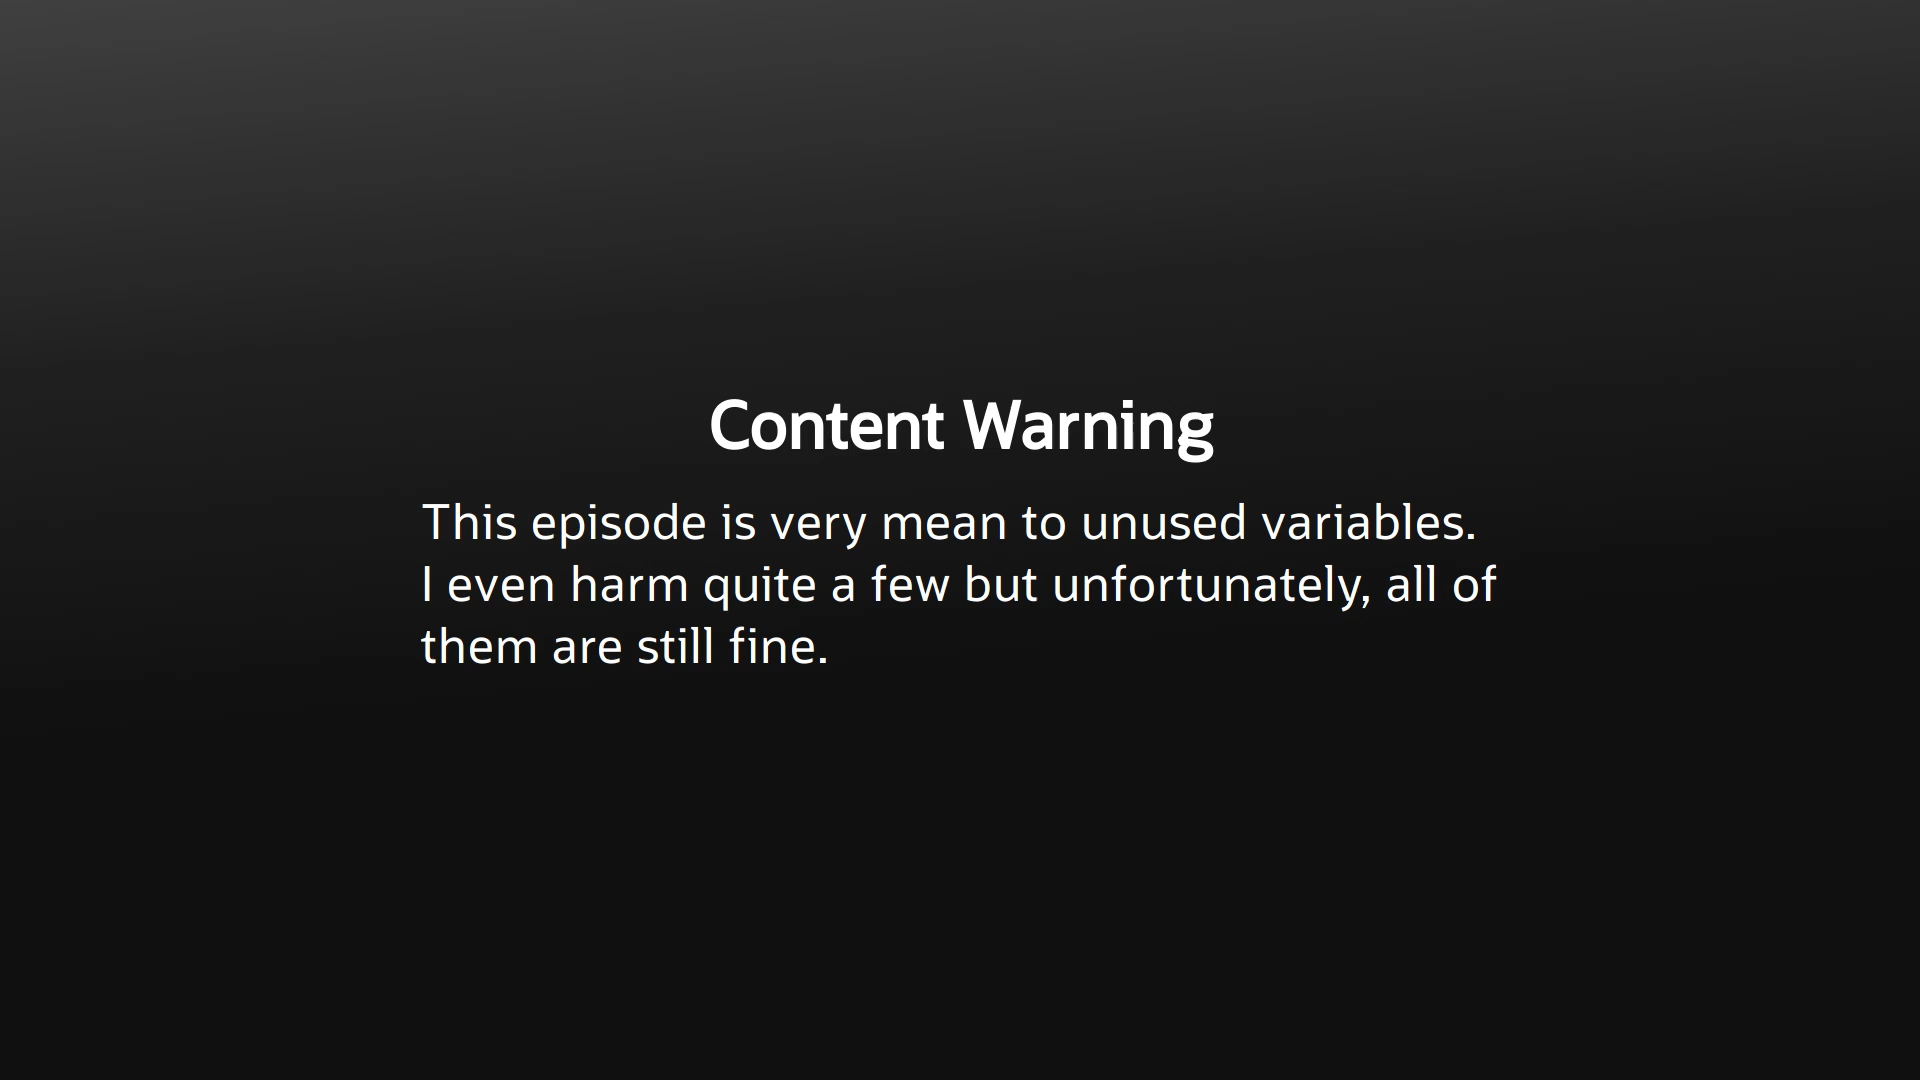 Content Warning
This episode is very mean to unused variables.
I even harm quite a few but unfortunately, all of
them are still fine.